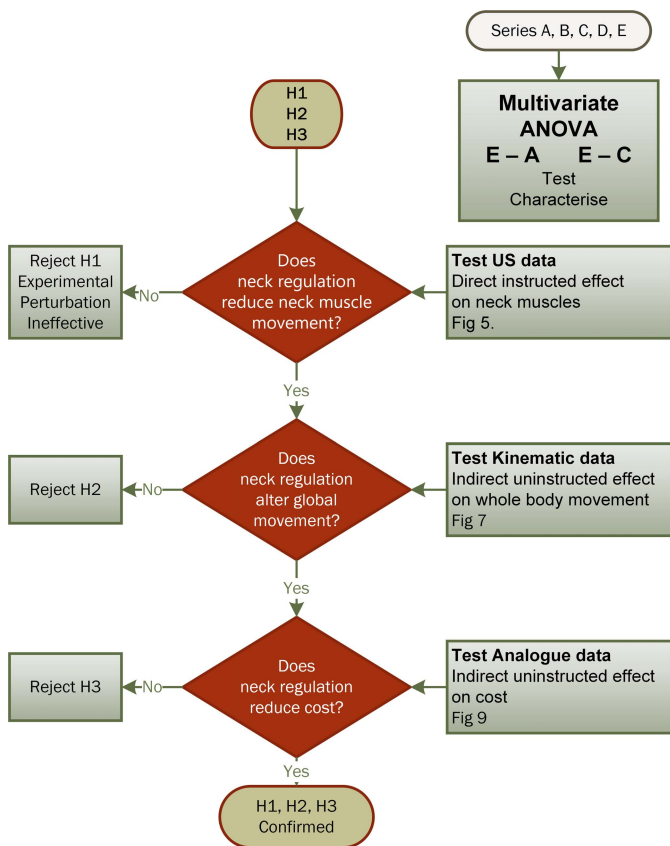 Series A, B, C, D, E
Multivariate
ANOVA
E – A E – C
Test
Characterise
H1
H2
H3
Does
neck regulation
reduce neck muscle
movement?
No
Reject H1
Experimental
Perturbation
Ineffective
Test US data
Direct instructed effect
on neck muscles
Fig 5.
Yes
Does
neck regulation
alter global
movement?
No
Reject H2
Test Kinematic data
Indirect uninstructed effect
on whole body movement
Fig 7
Yes
Does
neck regulation
reduce cost?
No
Reject H3
Test Analogue data
Indirect uninstructed effect
on cost
Fig 9
Yes
H1, H2, H3
Confirmed